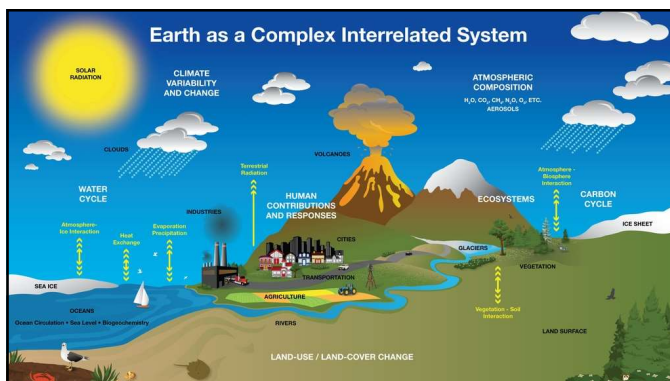 Earth as a Complex Interrelated System
SOLAR
RADIATION
CLIMATE
VARIABILITY
AND CHANGE
ATMOSPHERIC
COMPOSITION
H₂O, CO₂, CH₄, N₂O, O₃, ETC.
AEROSOLS
CLOUDS
VOLCANOES
Terrestrial
Radiation
Atmosphere -
Biosphere
Interaction
WATER
CYCLE
HUMAN
CONTRIBUTIONS
AND RESPONSES
ECOSYSTEMS
CARBON
CYCLE
INDUSTRIES
Atmosphere-
Ice Interaction
Heat
Exchange
Evaporation
Precipitation
CITIES
GLACIERS
ICE SHEET
VEGETATION
TRANSPORTATION
SEA ICE
AGRICULTURE
OCEANS
Ocean Circulation • Sea Level • Biogeochemistry
RIVERS
Vegetation - Soil
Interaction
LAND SURFACE
LAND-USE / LAND-COVER CHANGE